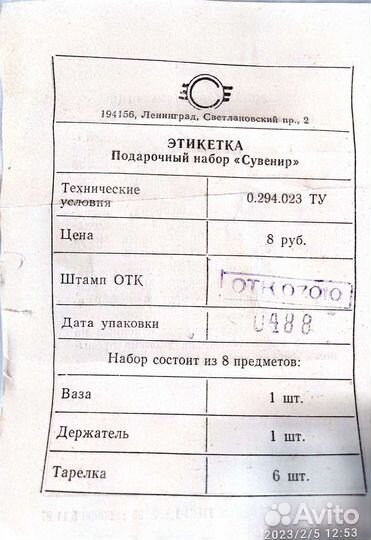 194156, Ленинград, Светлановский пр., 2
ЭТИКЕТКА
Подарочный набор «Сувенир»
Технические условия 0.294.023 ТУ
Цена 8 руб.
Штамп ОТК ОТК 07010
Дата упаковки 0488
Набор состоит из 8 предметов:
Ваза 1 шт.
Держатель 1 шт.
Тарелка 6 шт.
Avito
2023/2/5 12:53